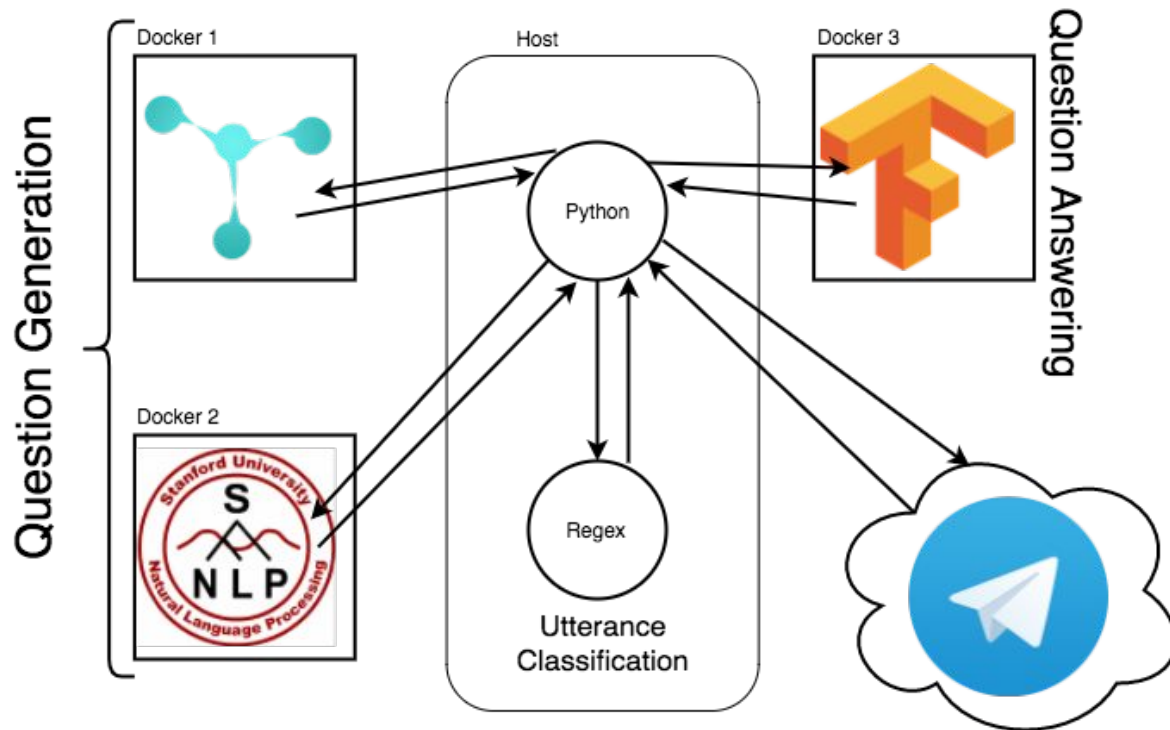 Question Generation
Docker 1
Host
Docker 3
Question Answering
Python
Docker 2
Stanford University
S
NLP
Natural Language Processing
Regex
Utterance
Classification